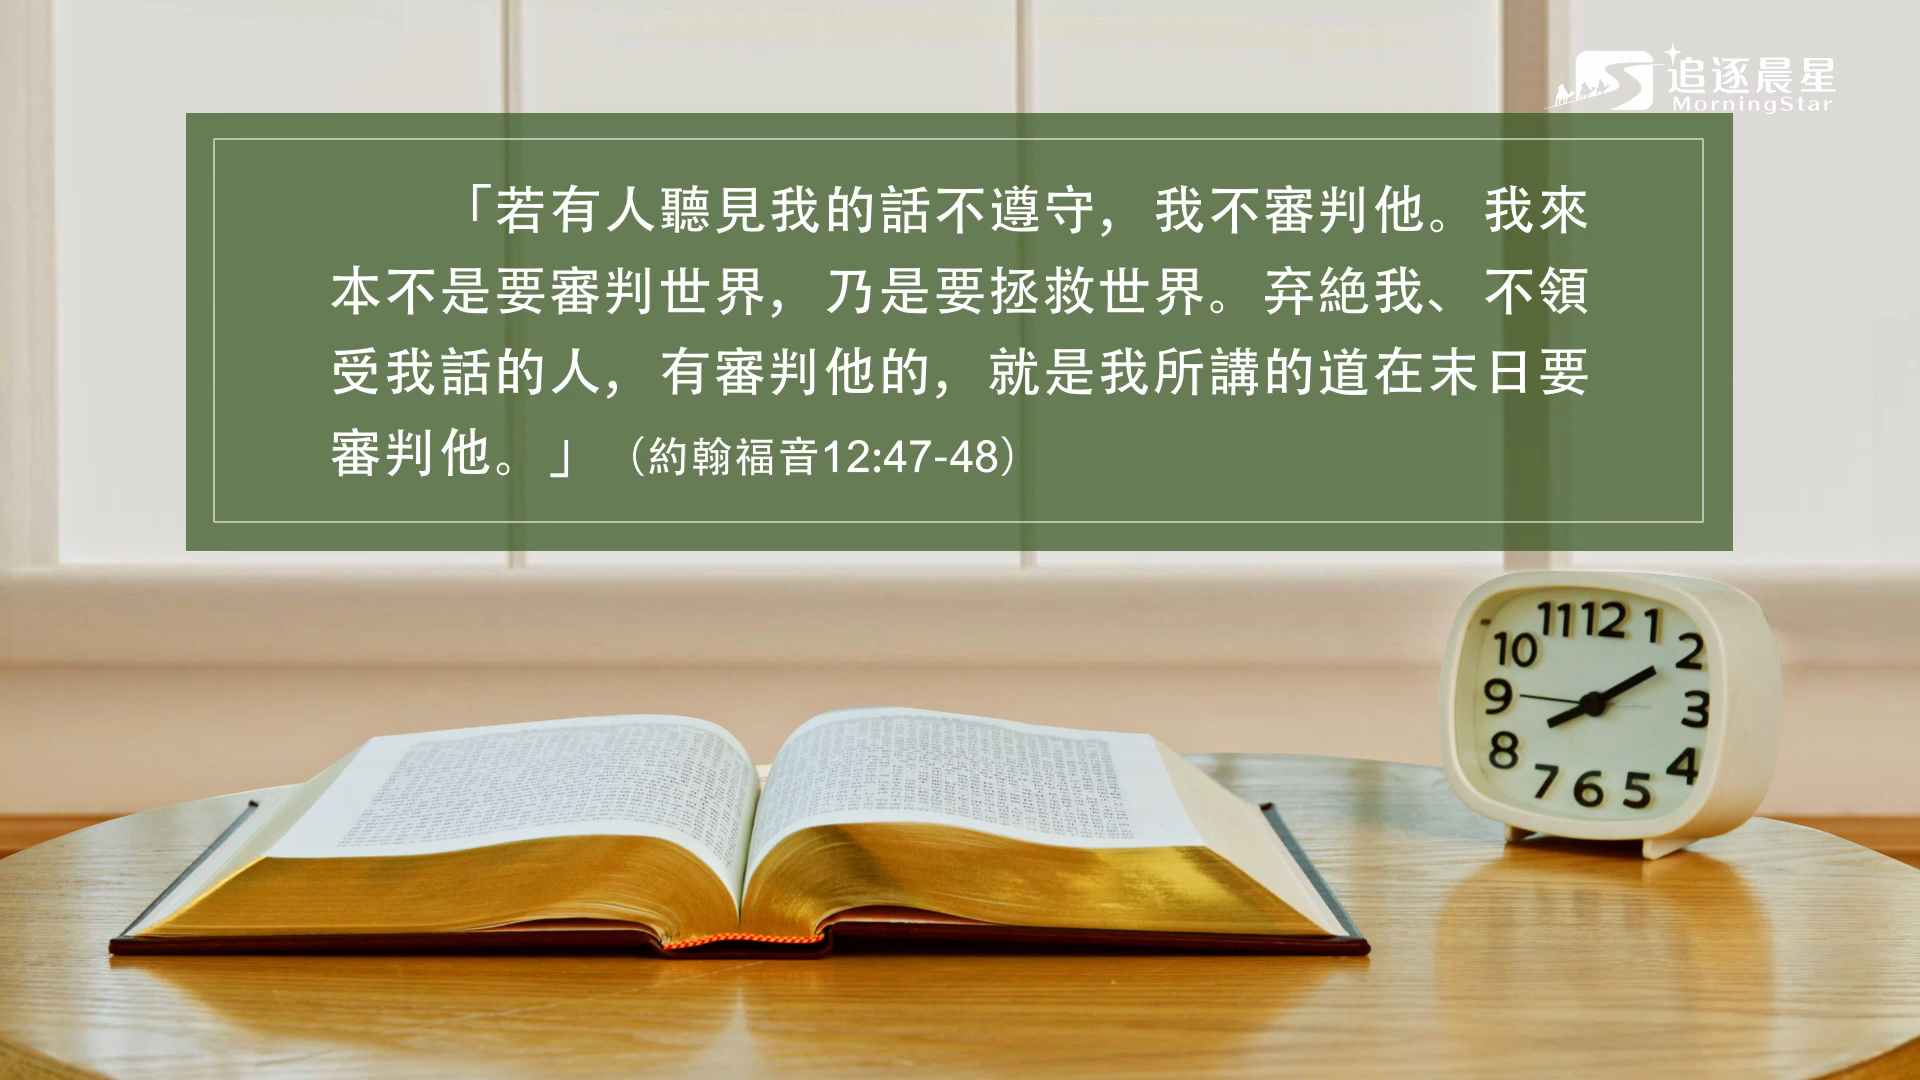 追逐晨星
MorningStar
「若有人聽見我的話不遵守，我不審判他。我來
本不是要審判世界，乃是要拯救世界。弃絶我、不領
受我話的人，有審判他的，就是我所講的道在末日要
審判他。」（約翰福音12:47-48）
11 12 1
10 2
9 3
8 4
7 6 5